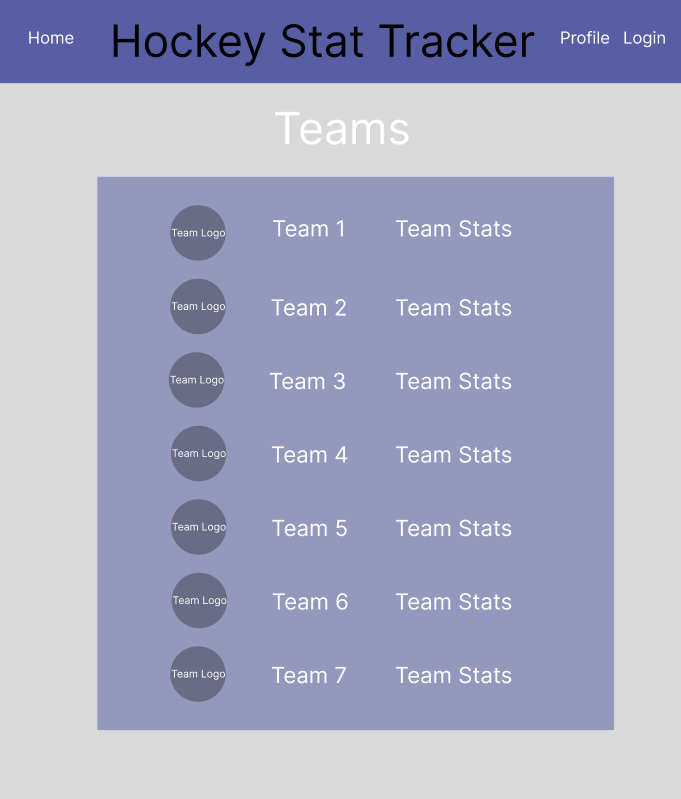 Home Hockey Stat Tracker Profile Login
Teams
Team Logo Team 1 Team Stats
Team Logo Team 2 Team Stats
Team Logo Team 3 Team Stats
Team Logo Team 4 Team Stats
Team Logo Team 5 Team Stats
Team Logo Team 6 Team Stats
Team Logo Team 7 Team Stats